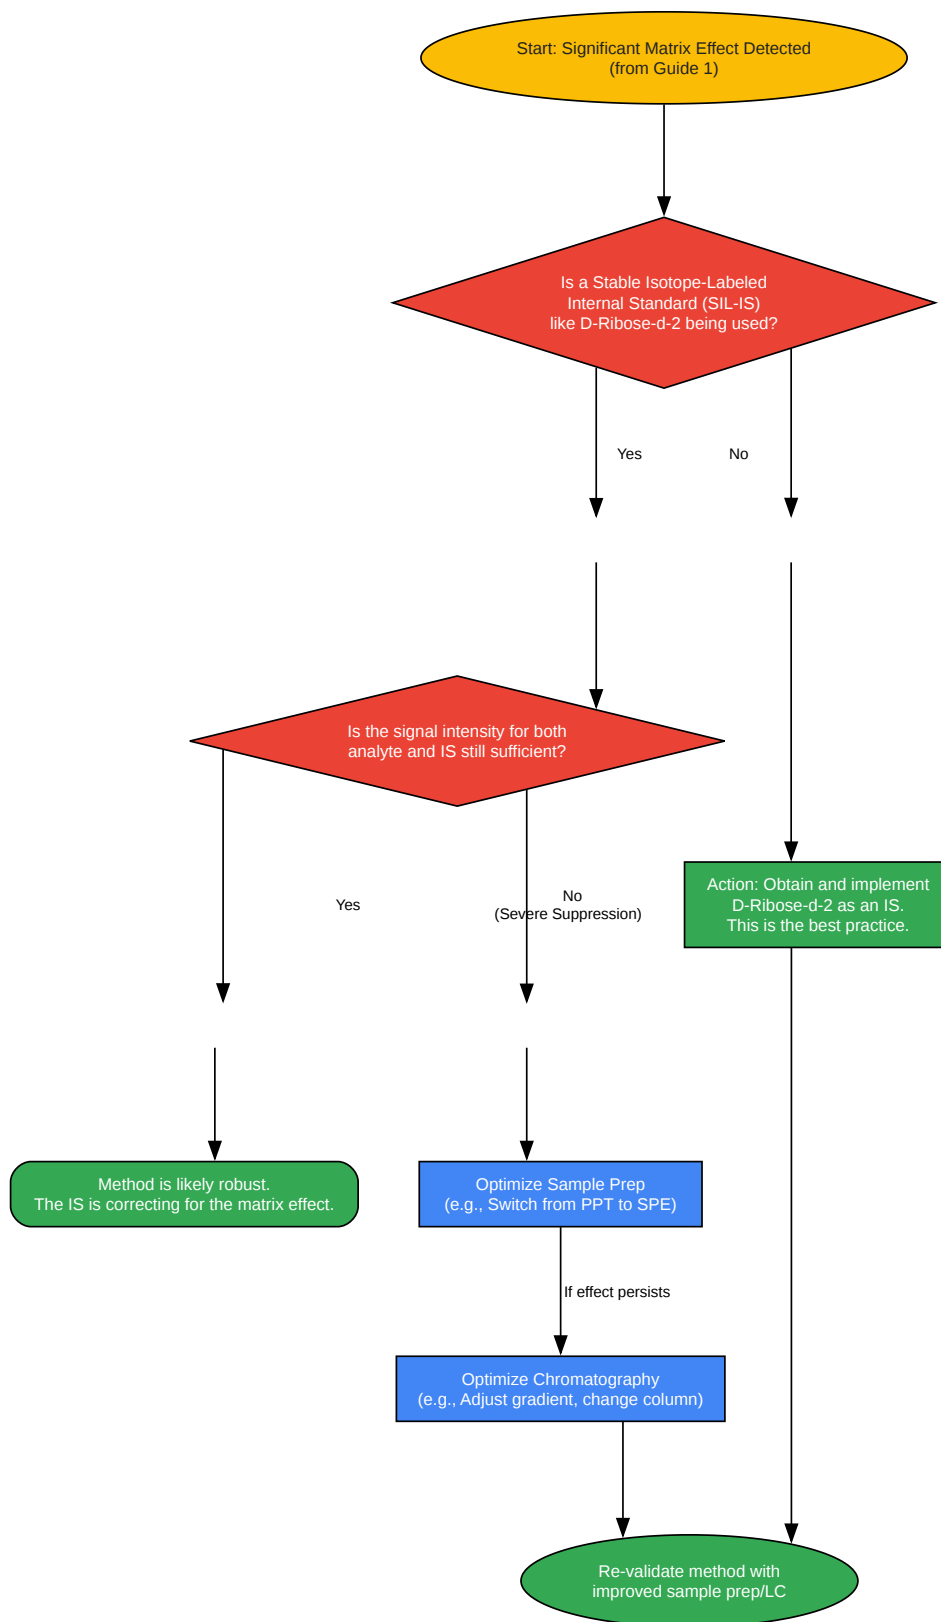 Start: Significant Matrix Effect Detected
(from Guide 1)
Is a Stable Isotope-Labeled
Internal Standard (SIL-IS)
like D-Ribose-d-2 being used?
Yes
No
Is the signal intensity for both
analyte and IS still sufficient?
Yes
No
(Severe Suppression)
Action: Obtain and implement
D-Ribose-d-2 as an IS.
This is the best practice.
Method is likely robust.
The IS is correcting for the matrix effect.
Optimize Sample Prep
(e.g., Switch from PPT to SPE)
If effect persists
Optimize Chromatography
(e.g., Adjust gradient, change column)
Re-validate method with
improved sample prep/LC